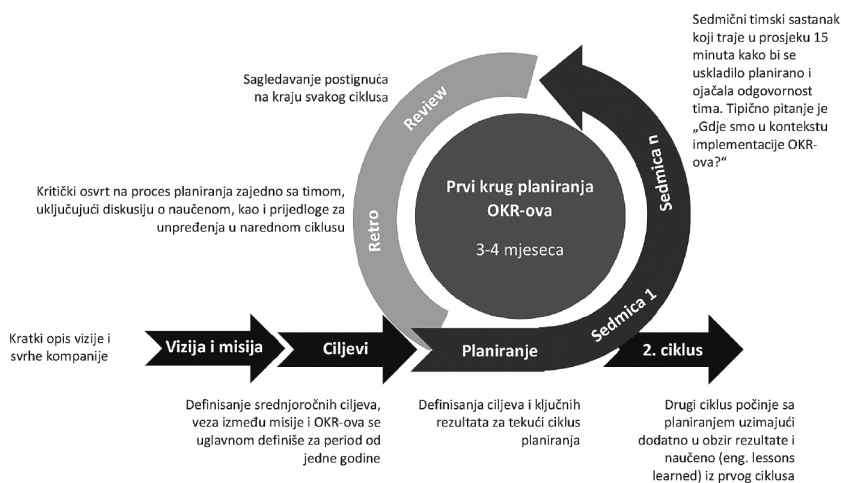 Sedmični timski sastanak
koji traje u prosjeku 15
minuta kako bi se
uskladilo planirano i
ojačala odgovornost
tima. Tipično pitanje je
„Gdje smo u kontekstu
implementacije OKR-
ova?“
Sagledavanje postignuća
na kraju svakog ciklusa
Review
Kritički osvrt na proces planiranja zajedno sa timom,
uključujući diskusiju o naučenom, kao i prijedloge za
unpređenja u narednom ciklusu
Retro
Prvi krug planiranja
OKR-ova
3-4 mjeseca
Sedmica n
Sedmica 1
Kratki opis vizije i
svrhe kompanije
Vizija i misija
Ciljevi
Planiranje
2. ciklus
Definisanje srednjoročnih ciljeva,
veza između misije i OKR-ova se
uglavnom definiše za period od
jedne godine
Definisanja ciljeva i ključnih
rezultata za tekući ciklus
planiranja
Drugi ciklus počinje sa
planiranjem uzimajući
dodatno u obzir rezultate i
naučeno (eng. lessons
learned) iz prvog ciklusa